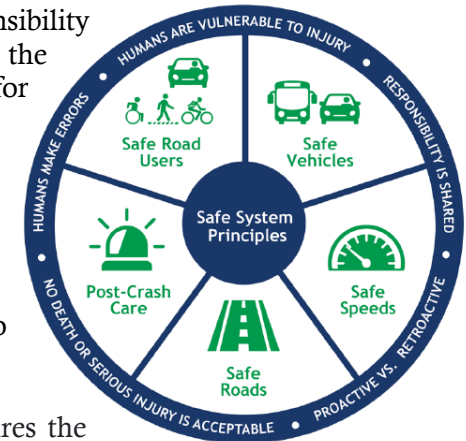 nsibility
the
for
HUMANS ARE VULNERABLE TO INJURY
RESPONSIBILITY IS SHARED
PROACTIVE VS. RETROACTIVE
NO DEATH OR SERIOUS INJURY IS ACCEPTABLE
HUMANS MAKE ERRORS
Safe Road
Users
Safe
Vehicles
Safe System
Principles
Post-Crash
Care
Safe
Speeds
Safe
Roads
res the